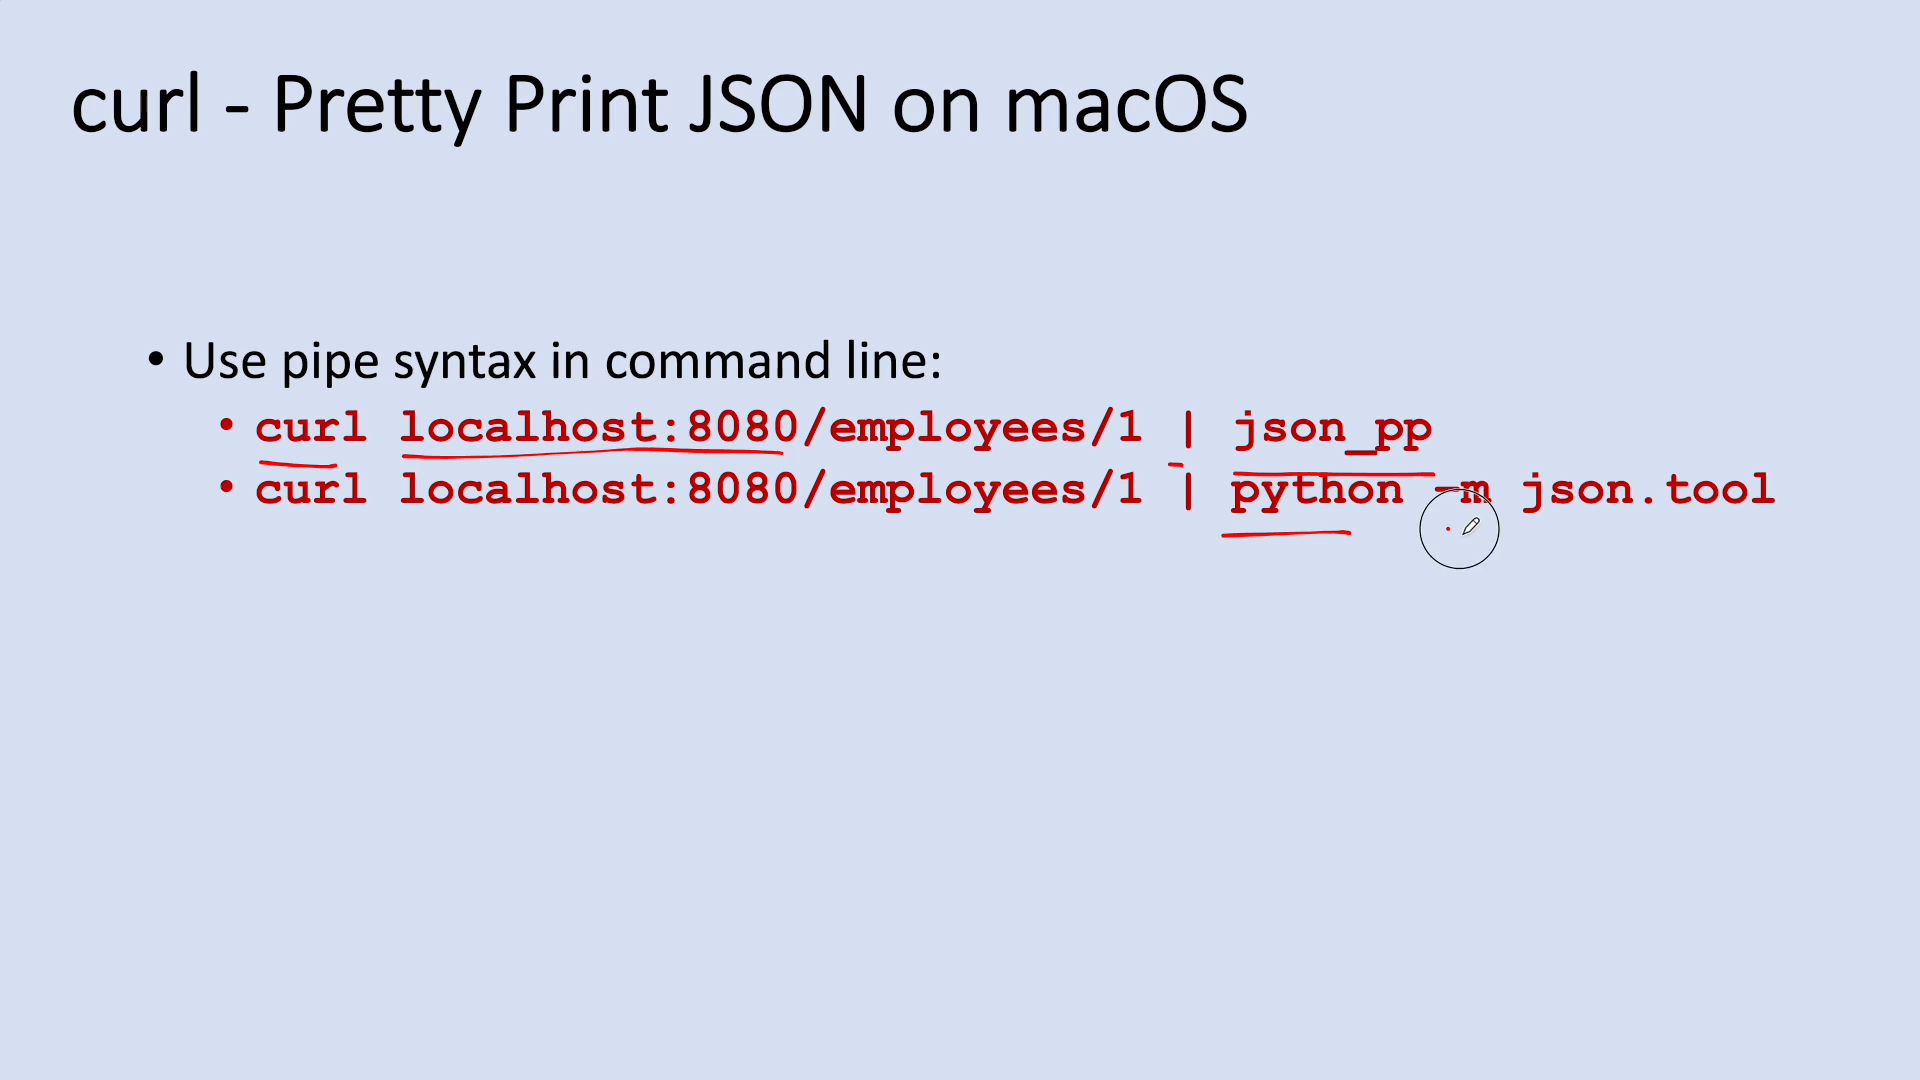 curl - Pretty Print JSON on macOS
• Use pipe syntax in command line:
• curl localhost:8080/employees/1 | json_pp
• curl localhost:8080/employees/1 | python -m json.tool